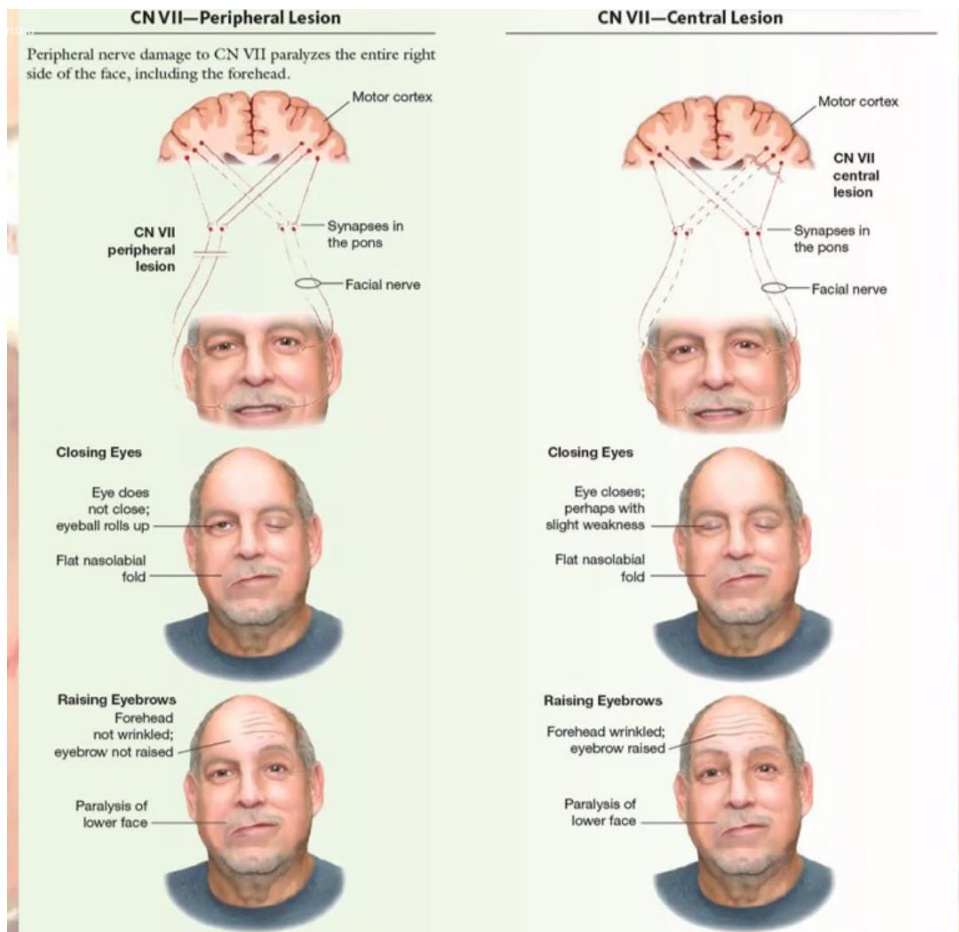 CN VII—Peripheral Lesion
Peripheral nerve damage to CN VII paralyzes the entire right
side of the face, including the forehead.
Motor cortex
CN VII
peripheral
lesion
Synapses in
the pons
Facial nerve
Closing Eyes
Eye does
not close;
eyeball rolls up
Flat nasolabial
fold
Raising Eyebrows
Forehead
not wrinkled;
eyebrow not raised
Paralysis of
lower face
CN VII—Central Lesion
Motor cortex
CN VII
central
lesion
Synapses in
the pons
Facial nerve
Closing Eyes
Eye closes;
perhaps with
slight weakness
Flat nasolabial
fold
Raising Eyebrows
Forehead wrinkled;
eyebrow raised
Paralysis of
lower face